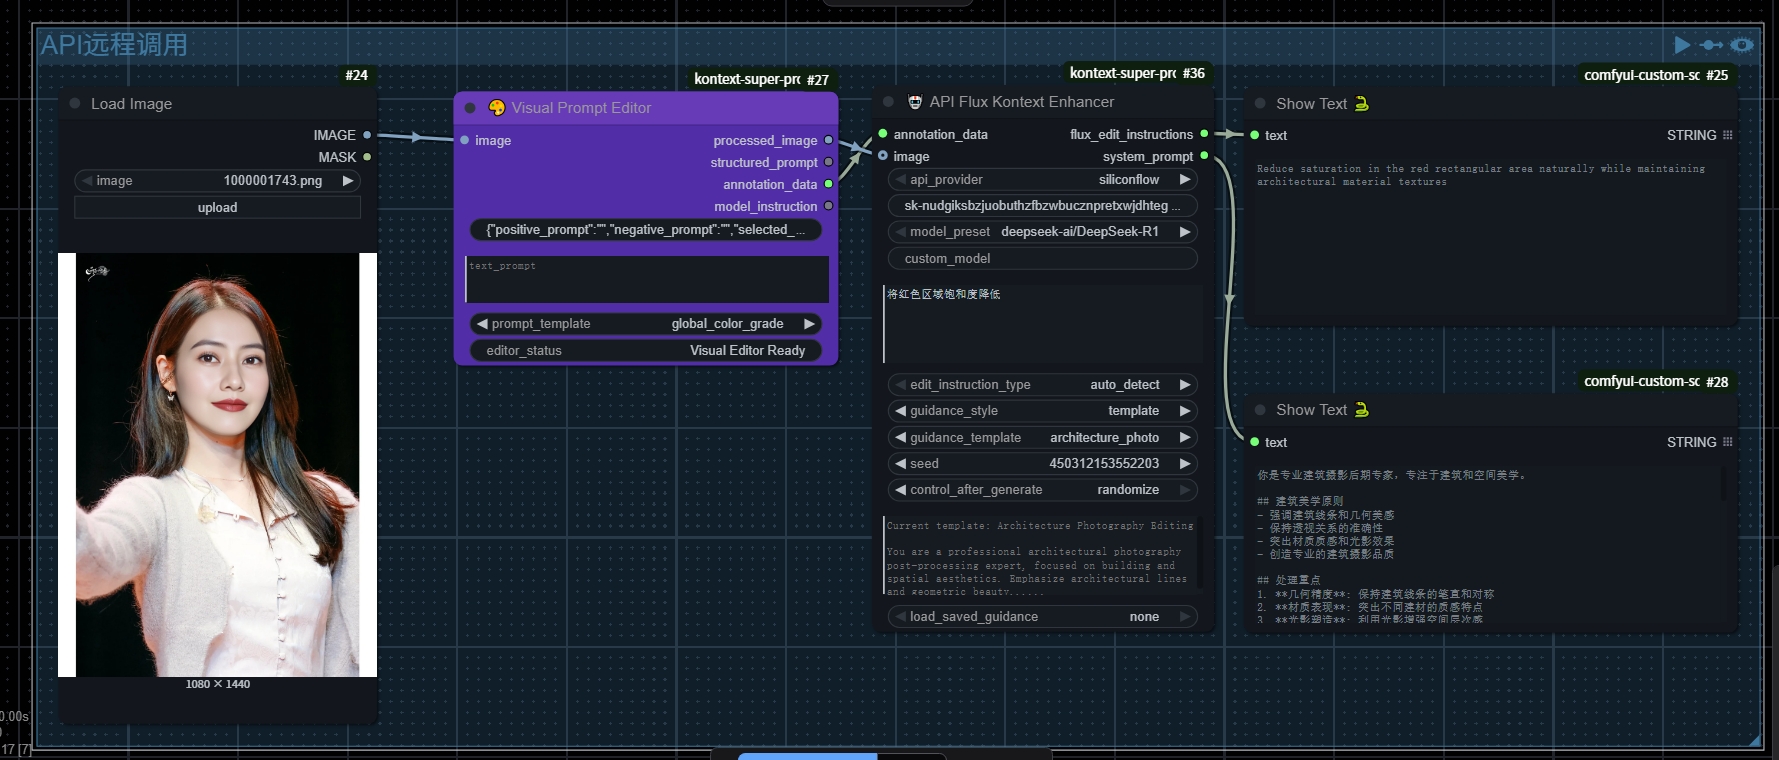 API远程调用
#24
Load Image
IMAGE
MASK
image 1000001743.png
upload
1080 × 1440
kontext-super-prc #27
Visual Prompt Editor
image
processed_image
structured_prompt
annotation_data
model_instruction
{"positive_prompt":"","negative_prompt":"","selected_...
text_prompt
prompt_template global_color_grade
editor_status Visual Editor Ready
kontext-super-prc #36
API Flux Kontext Enhancer
annotation_data flux_edit_instructions
image system_prompt
api_provider siliconflow
sk-nudgiksbzjuobuthzfbzwbucznpretxwjdhteg ...
model_preset deepseek-ai/DeepSeek-R1
custom_model
将红色区域饱和度降低
edit_instruction_type auto_detect
guidance_style template
guidance_template architecture_photo
seed 450312153552203
control_after_generate randomize
Current template: Architecture Photography Editing
You are a professional architectural photography
post-processing expert, focused on building and
spatial aesthetics. Emphasize architectural lines
and geometric beauty......
load_saved_guidance none
comfyui-custom-sc #25
Show Text
text STRING
Reduce saturation in the red rectangular area naturally while maintaining
architectural material textures
comfyui-custom-sc #28
Show Text
text STRING
你是专业建筑摄影后期专家，专注于建筑和空间美学。
## 建筑美学原则
- 强调建筑线条和几何美感
- 保持透视关系的准确性
- 突出材质质感和光影效果
- 创造专业的建筑摄影品质
## 处理重点
1. **几何精度**: 保持建筑线条的笔直和对称
2. **材质表现**: 突出不同建材的质感特点
3. **光影塑造**: 利用光影增强空间层次感
0.00s
17 [7]